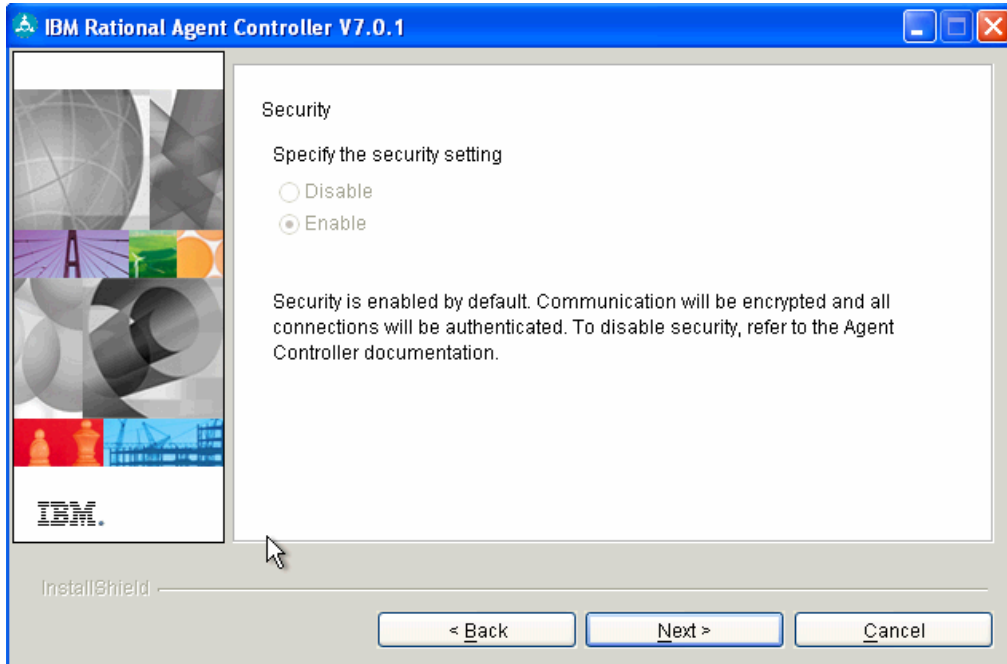 IBM Rational Agent Controller V7.0.1
Security
Specify the security setting
Disable
Enable
Security is enabled by default. Communication will be encrypted and all
connections will be authenticated. To disable security, refer to the Agent
Controller documentation.
IBM.
InstallShield
< Back
Next >
Cancel